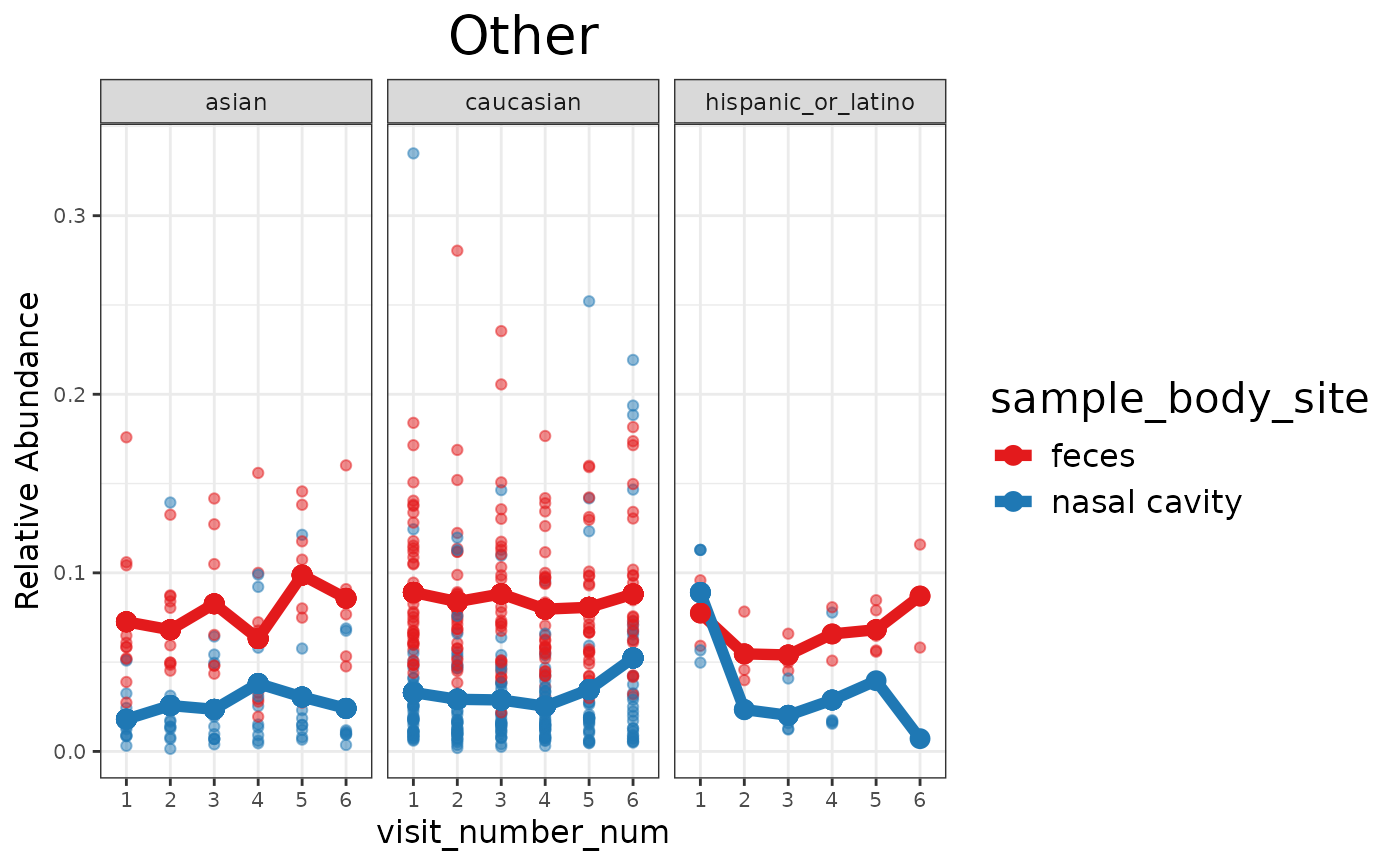 Other
asian caucasian hispanic_or_latino
0.3
0.2
0.1
0.0
Relative Abundance
1 2 3 4 5 6 1 2 3 4 5 6 1 2 3 4 5 6
visit_number_num
sample_body_site
feces
nasal cavity